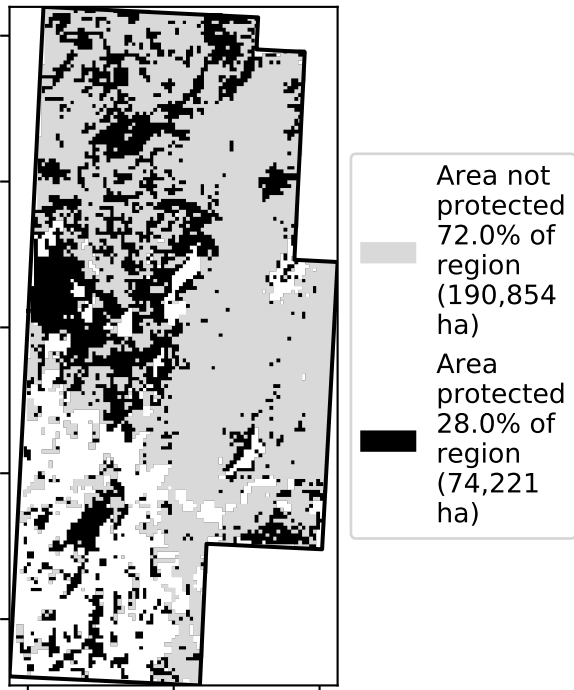 Area not
protected
72.0% of
region
(190,854
ha)
Area
protected
28.0% of
region
(74,221
ha)